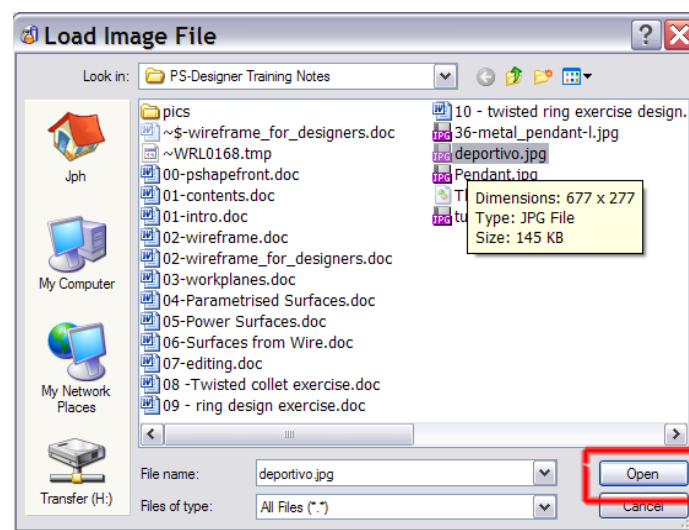 Load Image File
Look in: PS-Designer Training Notes
Jph
My Computer
My Network
Places
Transfer (H:)
pics
~$-wireframe_for_designers.doc
~WRL0168.tmp
00-pshapefront.doc
01-contents.doc
01-intro.doc
02-wireframe.doc
02-wireframe_for_designers.doc
03-workplanes.doc
04-Parametrised Surfaces.doc
05-Power Surfaces.doc
06-Surfaces from Wire.doc
07-editing.doc
08 -Twisted collet exercise.doc
09 - ring design exercise.doc
10 - twisted ring exercise design.
36-metal_pendant-l.jpg
deportivo.jpg
Pendant.jpg
Dimensions: 677 x 277
Type: JPG File
Size: 145 KB
File name: deportivo.jpg Open
Files of type: All Files (*.*) Cancel